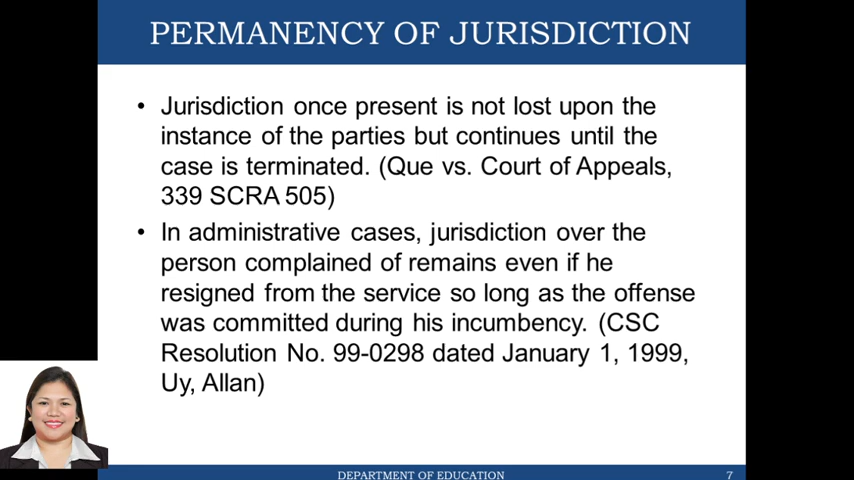 PERMANENCY OF JURISDICTION
• Jurisdiction once present is not lost upon the
instance of the parties but continues until the
case is terminated. (Que vs. Court of Appeals,
339 SCRA 505)
• In administrative cases, jurisdiction over the
person complained of remains even if he
resigned from the service so long as the offense
was committed during his incumbency. (CSC
Resolution No. 99-0298 dated January 1, 1999,
Uy, Allan)
DEPARTMENT OF EDUCATION 7